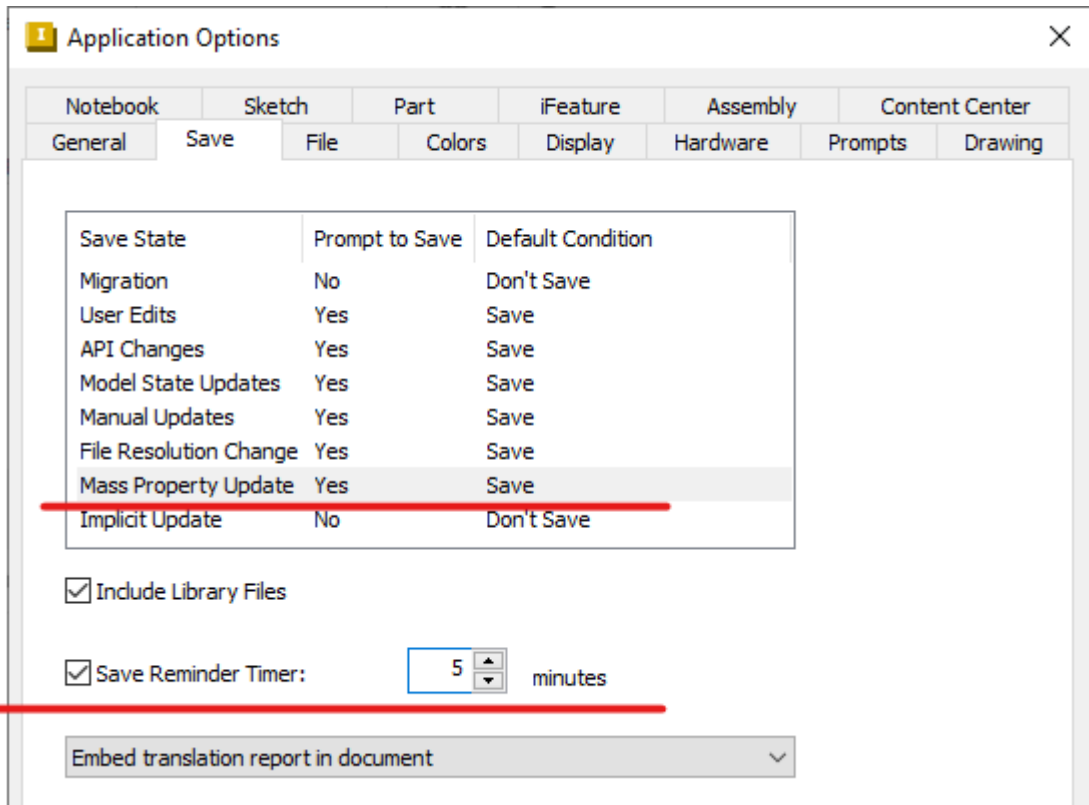 I Application Options
Notebook Sketch Part iFeature Assembly Content Center
General Save File Colors Display Hardware Prompts Drawing
Save State Prompt to Save Default Condition
Migration No Don't Save
User Edits Yes Save
API Changes Yes Save
Model State Updates Yes Save
Manual Updates Yes Save
File Resolution Change Yes Save
Mass Property Update Yes Save
Implicit Update No Don't Save
Include Library Files
Save Reminder Timer: 5 minutes
Embed translation report in document